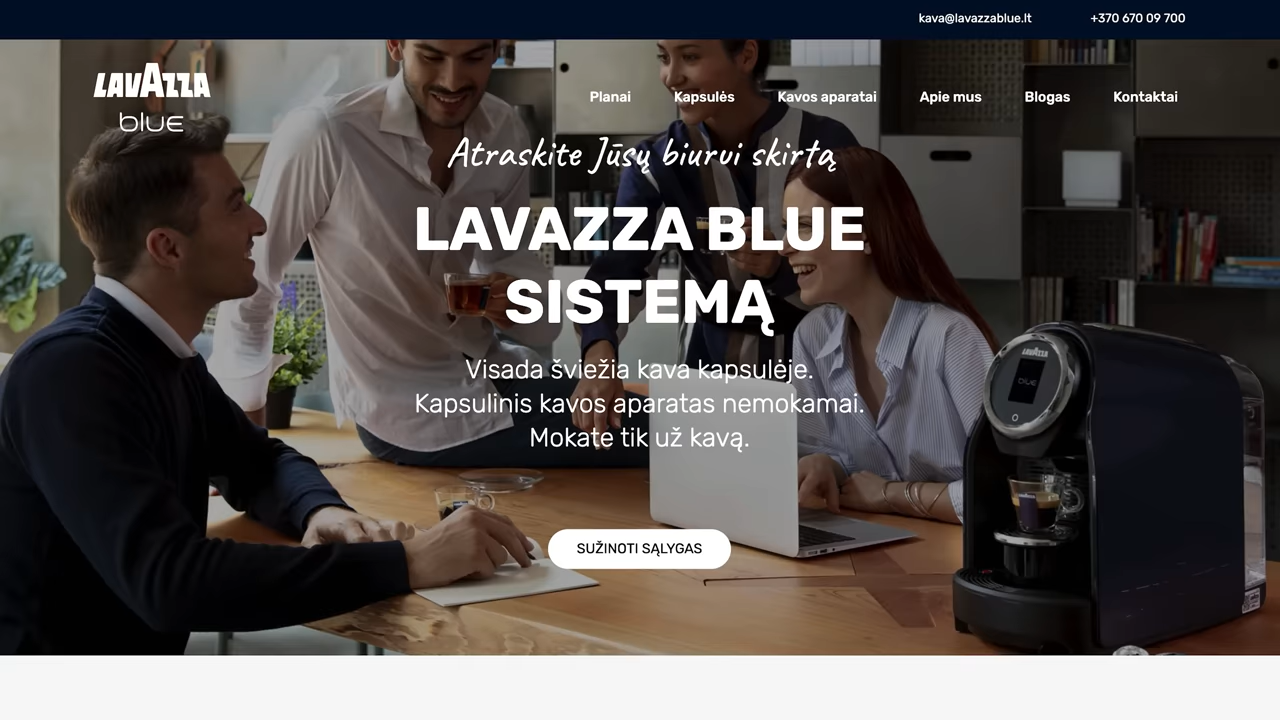 kava@lavazzablue.lt +370 670 09 700
LAVAZZA
blue
Planai Kapsulės Kavos aparatai Apie mus Blogas Kontaktai
Atraskite Jūsų biurui skirtą
LAVAZZA BLUE
SISTEMĄ
Visada šviežia kava kapsulėje.
Kapsulinis kavos aparatas nemokamai.
Mokate tik už kavą.
LAVAZZA
blue
SUŽINOTI SĄLYGAS